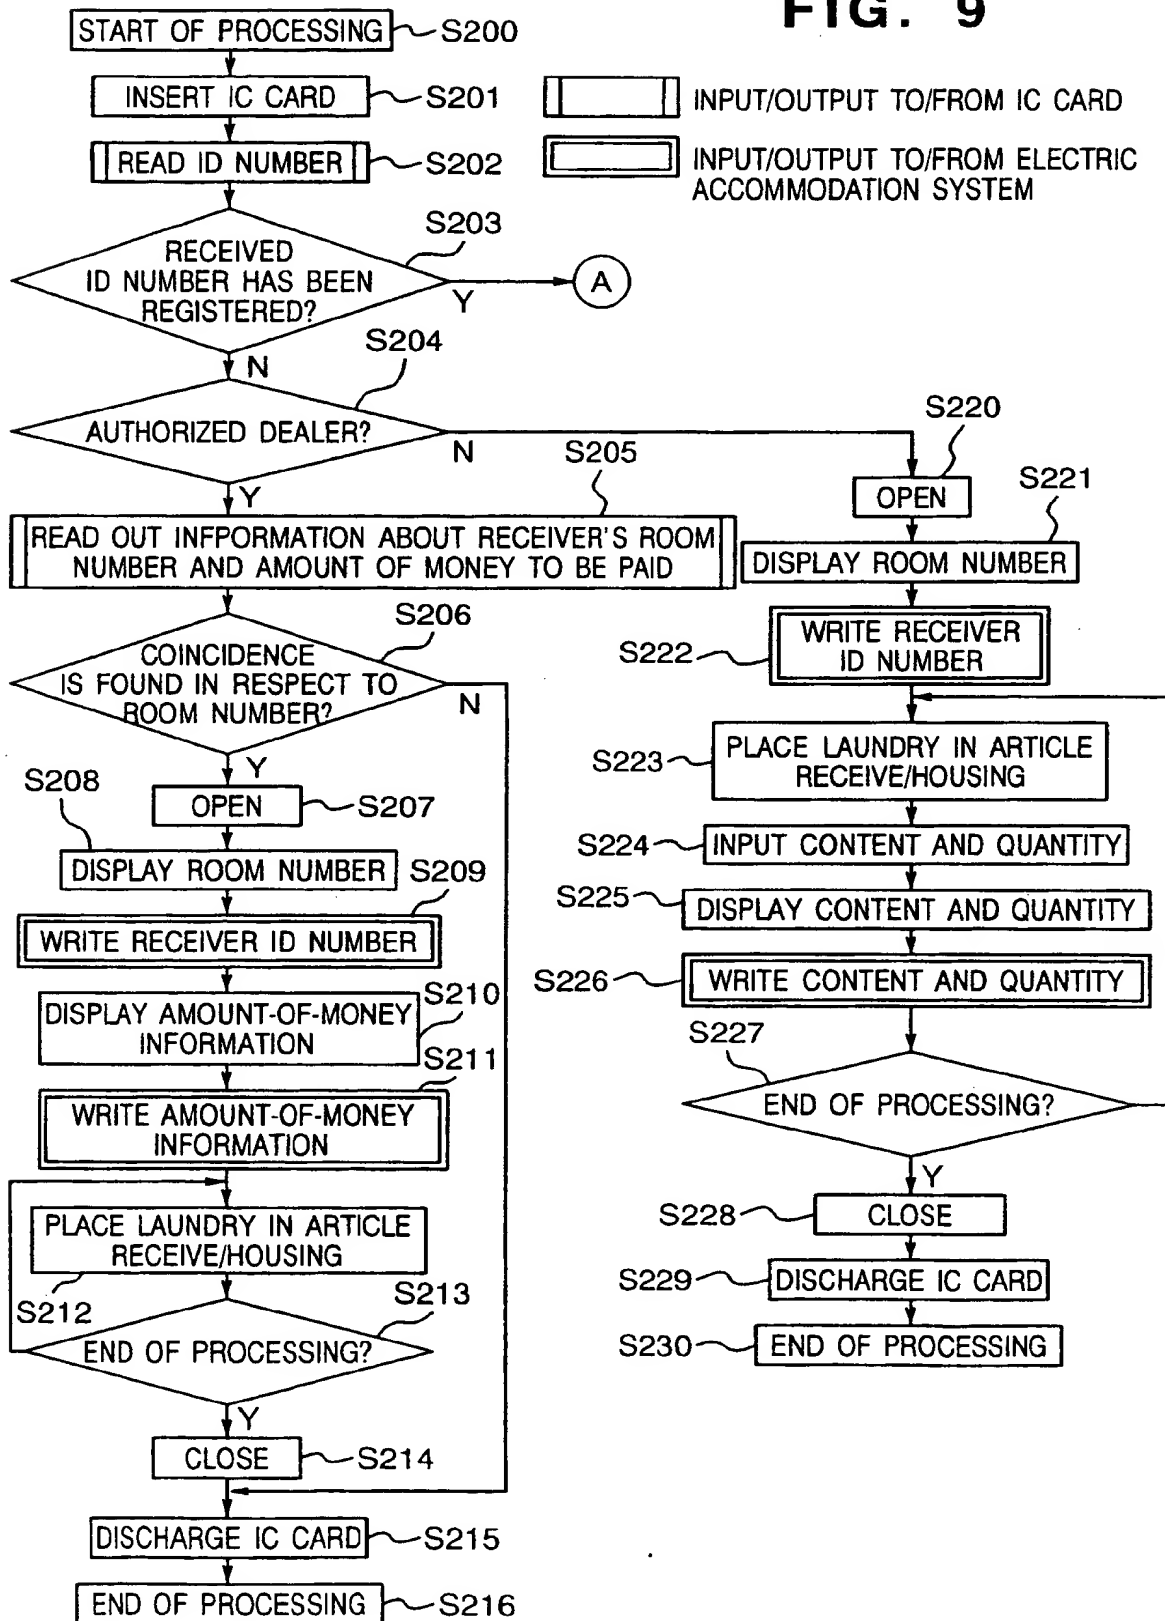 FIG. 9
START OF PROCESSING
S200
INSERT IC CARD
S201
INPUT/OUTPUT TO/FROM IC CARD
READ ID NUMBER
S202
INPUT/OUTPUT TO/FROM ELECTRIC
ACCOMMODATION SYSTEM
S203
RECEIVED
ID NUMBER HAS BEEN
REGISTERED?
Y
A
N
S204
AUTHORIZED DEALER?
N
Y
S205
READ OUT INFPORMATION ABOUT RECEIVER'S ROOM
NUMBER AND AMOUNT OF MONEY TO BE PAID
S206
COINCIDENCE
IS FOUND IN RESPECT TO
ROOM NUMBER?
N
Y
OPEN
S207
S208
DISPLAY ROOM NUMBER
S209
WRITE RECEIVER ID NUMBER
S210
DISPLAY AMOUNT-OF-MONEY
INFORMATION
S211
WRITE AMOUNT-OF-MONEY
INFORMATION
PLACE LAUNDRY IN ARTICLE
RECEIVE/HOUSING
S212
S213
END OF PROCESSING?
Y
CLOSE
S214
DISCHARGE IC CARD
S215
END OF PROCESSING
S216
S220
OPEN
S221
DISPLAY ROOM NUMBER
S222
WRITE RECEIVER
ID NUMBER
S223
PLACE LAUNDRY IN ARTICLE
RECEIVE/HOUSING
S224
INPUT CONTENT AND QUANTITY
S225
DISPLAY CONTENT AND QUANTITY
S226
WRITE CONTENT AND QUANTITY
S227
END OF PROCESSING?
Y
S228
CLOSE
S229
DISCHARGE IC CARD
S230
END OF PROCESSING